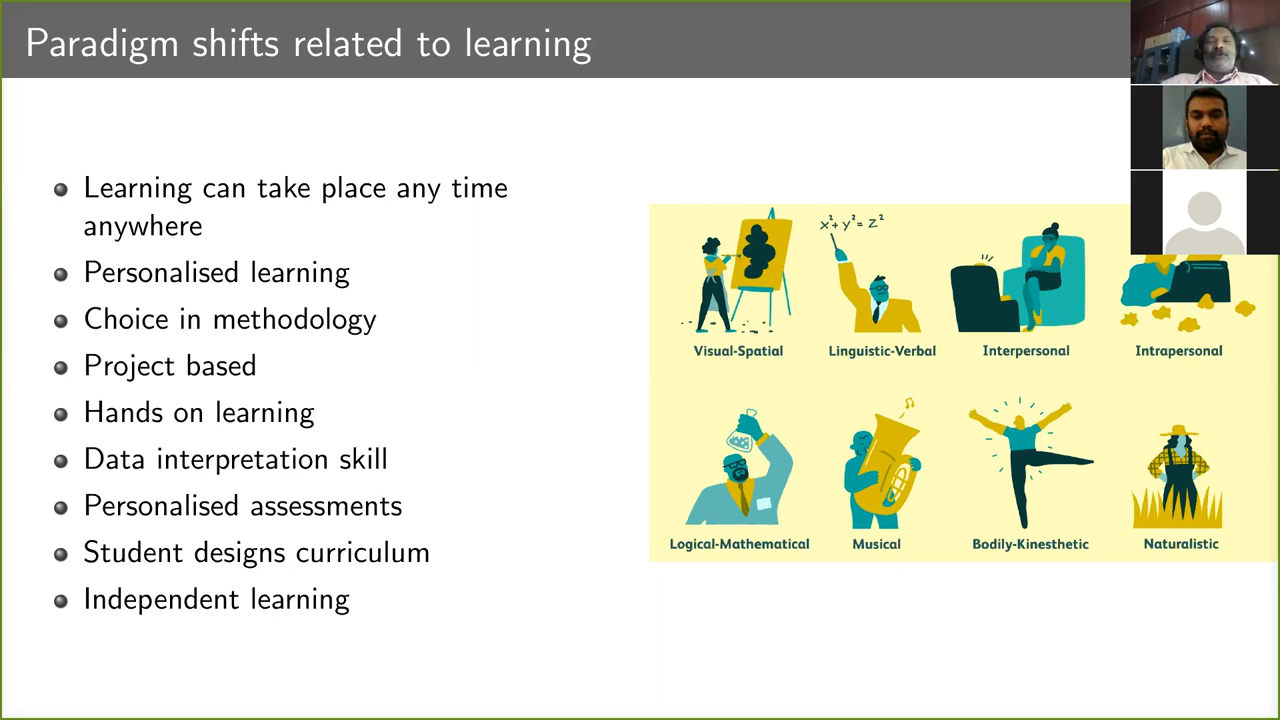 Paradigm shifts related to learning
Learning can take place any time
anywhere
Personalised learning
Choice in methodology
Project based
Hands on learning
Data interpretation skill
Personalised assessments
Student designs curriculum
Independent learning
x²+y²=z²
Visual-Spatial
Linguistic-Verbal
Interpersonal
Intrapersonal
Logical-Mathematical
Musical
Bodily-Kinesthetic
Naturalistic